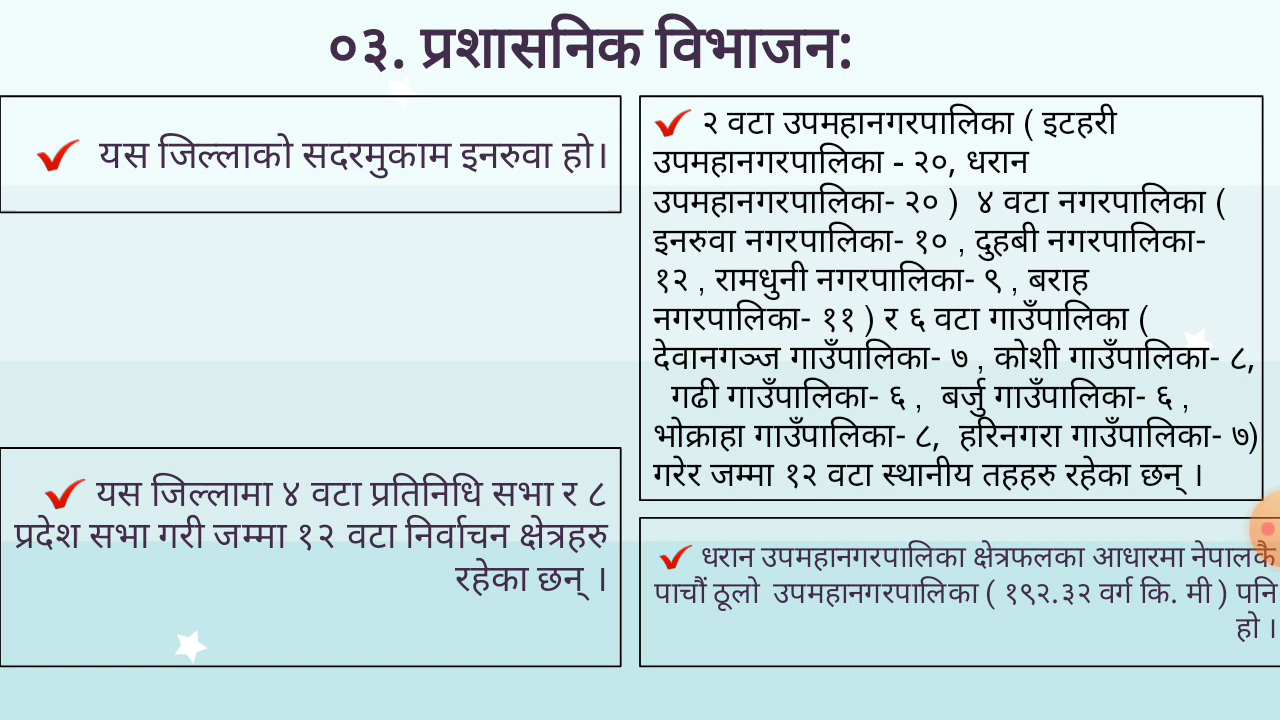 ०३. प्रशासनिक विभाजन:
यस जिल्लाको सदरमुकाम इनरुवा हो।
यस जिल्लामा ४ वटा प्रतिनिधि सभा र ८
प्रदेश सभा गरी जम्मा १२ वटा निर्वाचन क्षेत्रहरु
रहेका छन् ।
२ वटा उपमहानगरपालिका ( इटहरी
उपमहानगरपालिका - २०, धरान
उपमहानगरपालिका- २० )  ४ वटा नगरपालिका (
इनरुवा नगरपालिका- १० , दुहबी नगरपालिका-
१२ , रामधुनी नगरपालिका- ९ , बराह
नगरपालिका- ११ ) र ६ वटा गाउँपालिका (
देवानगञ्ज गाउँपालिका- ७ , कोशी गाउँपालिका- ८,
गढी गाउँपालिका- ६ ,  बर्जु गाउँपालिका- ६ ,
भोक्राहा गाउँपालिका- ८,  हरिनगरा गाउँपालिका- ७)
गरेर जम्मा १२ वटा स्थानीय तहहरु रहेका छन् ।
धरान उपमहानगरपालिका क्षेत्रफलका आधारमा नेपालकै
पाचौं ठूलो  उपमहानगरपालिका ( १९२.३२ वर्ग कि. मी ) पनि
हो ।